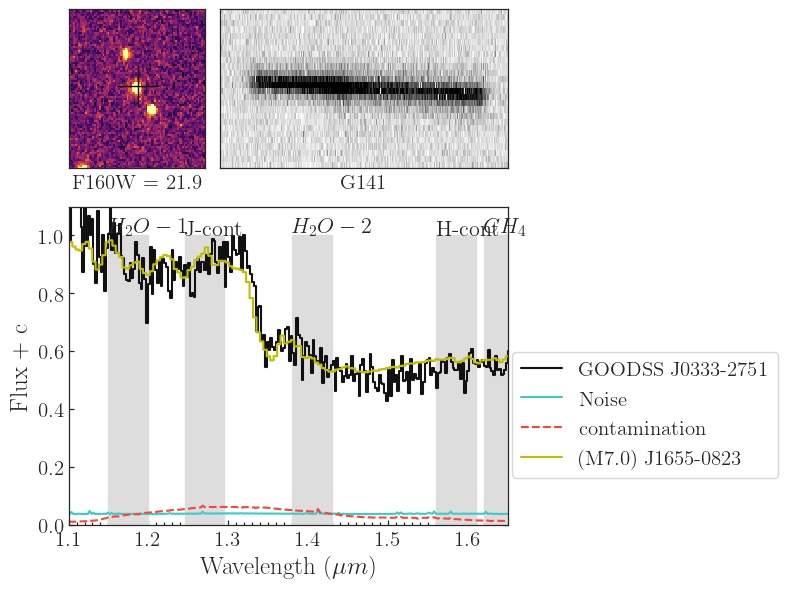 F160W = 21.9
G141
H₂O − 1
J-cont
H₂O − 2
H-cont
CH₄
1.0
0.8
0.6
0.4
0.2
0.0
Flux + c
1.1
1.2
1.3
1.4
1.5
1.6
Wavelength (μm)
GOODSS J0333-2751
Noise
contamination
(M7.0) J1655-0823